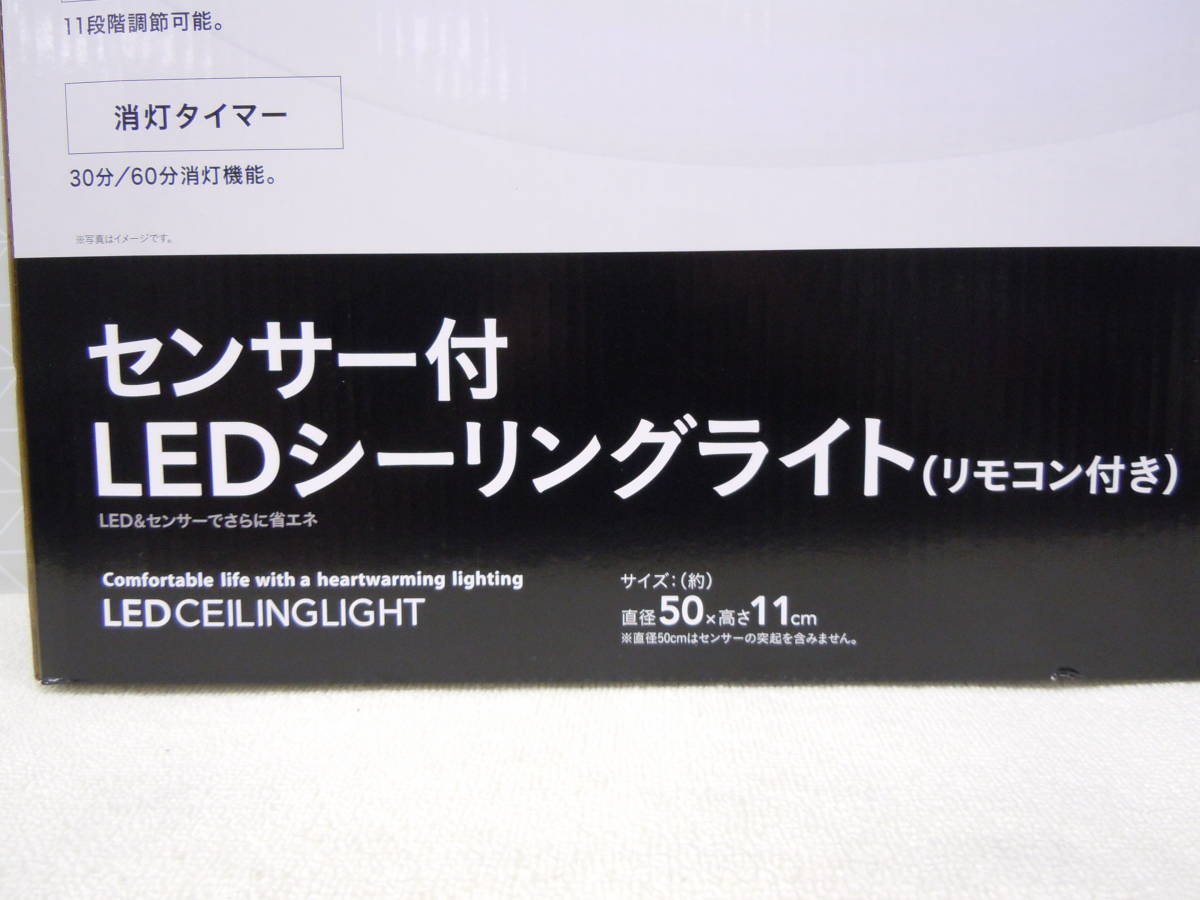 11段階調節可能。
消灯タイマー
30分/60分消灯機能。
※写真はイメージです。
センサー付
LEDシーリングライト(リモコン付き)
LED&センサーでさらに省エネ
Comfortable life with a heartwarming lighting
LED CEILINGLIGHT
サイズ:(約)
直径50×高さ11cm
※直径50cmはセンサーの突起を含みません。